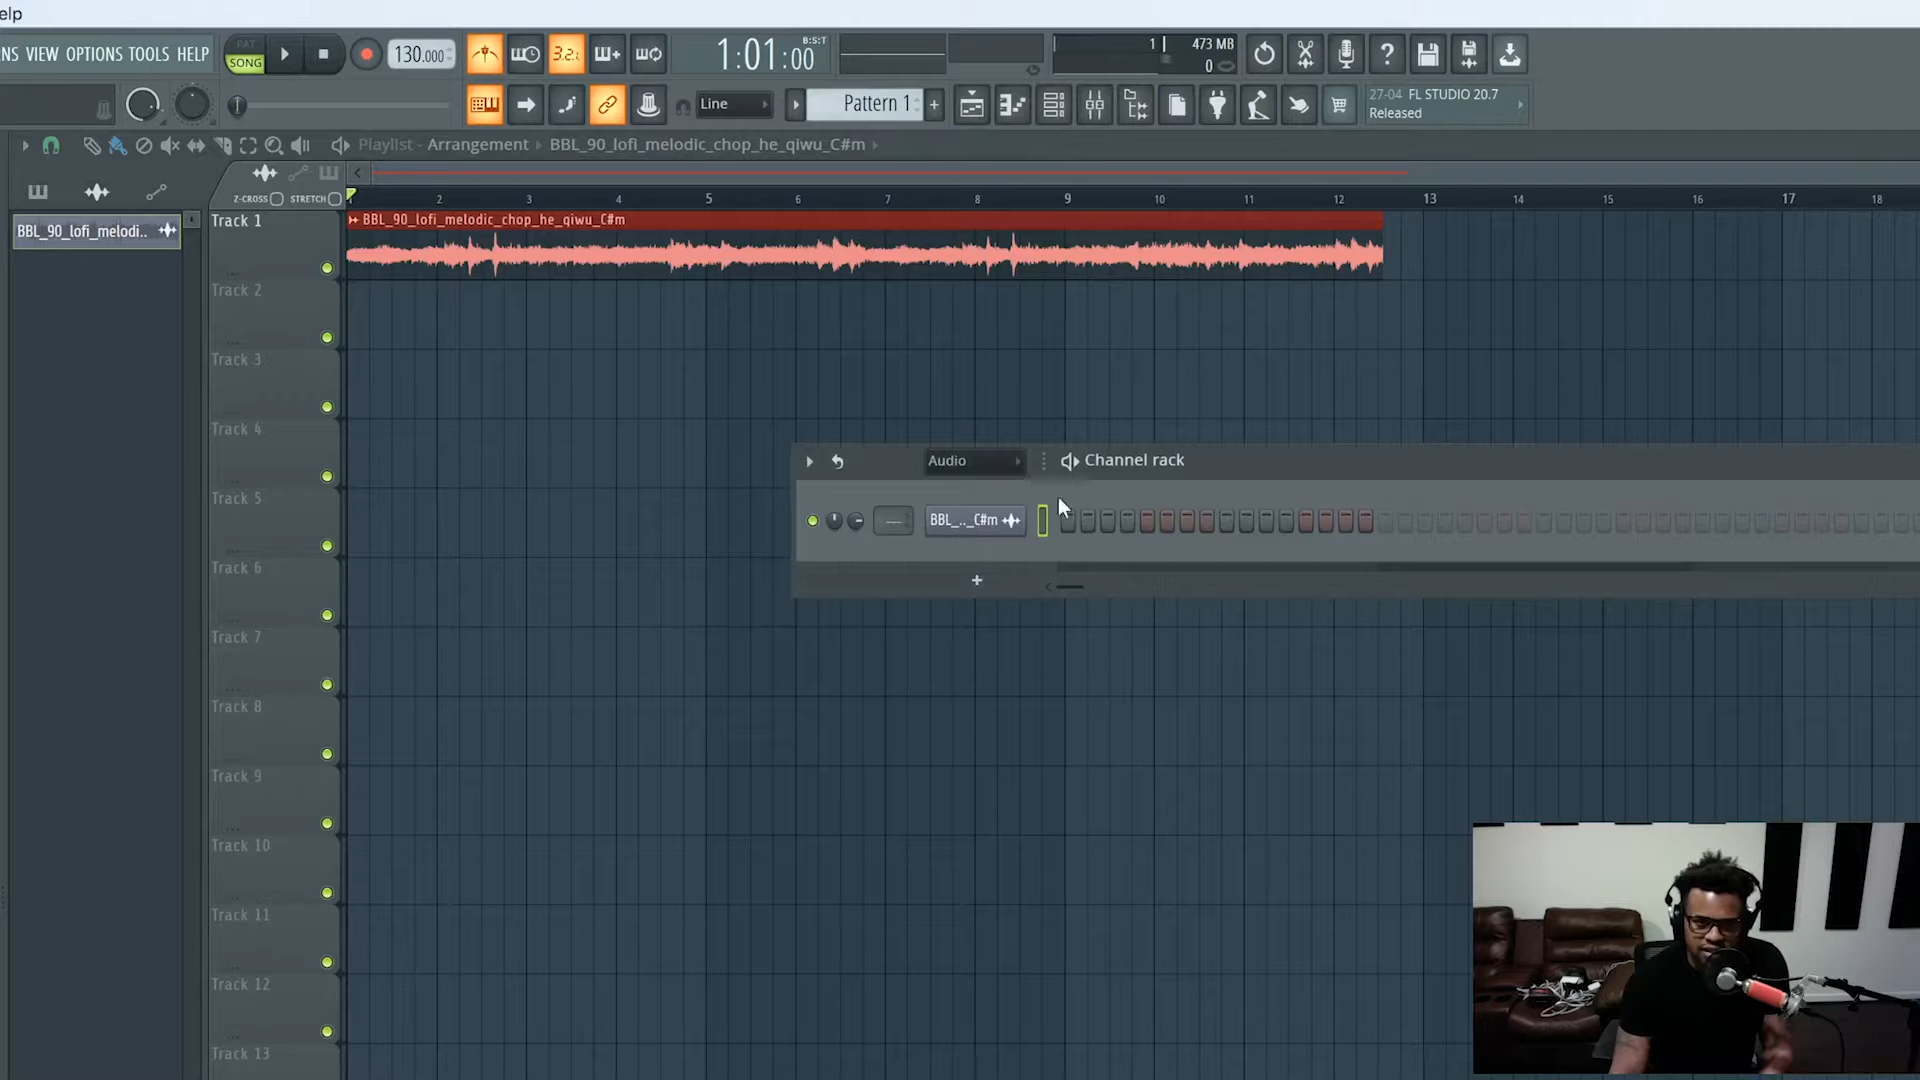 elp
NS VIEW OPTIONS TOOLS HELP
PAT
SONG
130.000
3.2.
1:01:00
B:S:T
1
473 MB
0
Line
Pattern 1
+
27-04 FL STUDIO 20.7
Released
Playlist - Arrangement
BBL_90_lofi_melodic_chop_he_qiwu_C#m
Z-CROSS
STRETCH
2 3 4 5 6 7 8 9 10 11 12 13 14 15 16 17 18
BBL_90_lofi_melodi..
Track 1
BBL_90_lofi_melodic_chop_he_qiwu_C#m
Track 2
Track 3
Track 4
Audio
Channel rack
Track 5
BBL_.._C#m
Track 6
+
Track 7
Track 8
Track 9
Track 10
Track 11
Track 12
Track 13